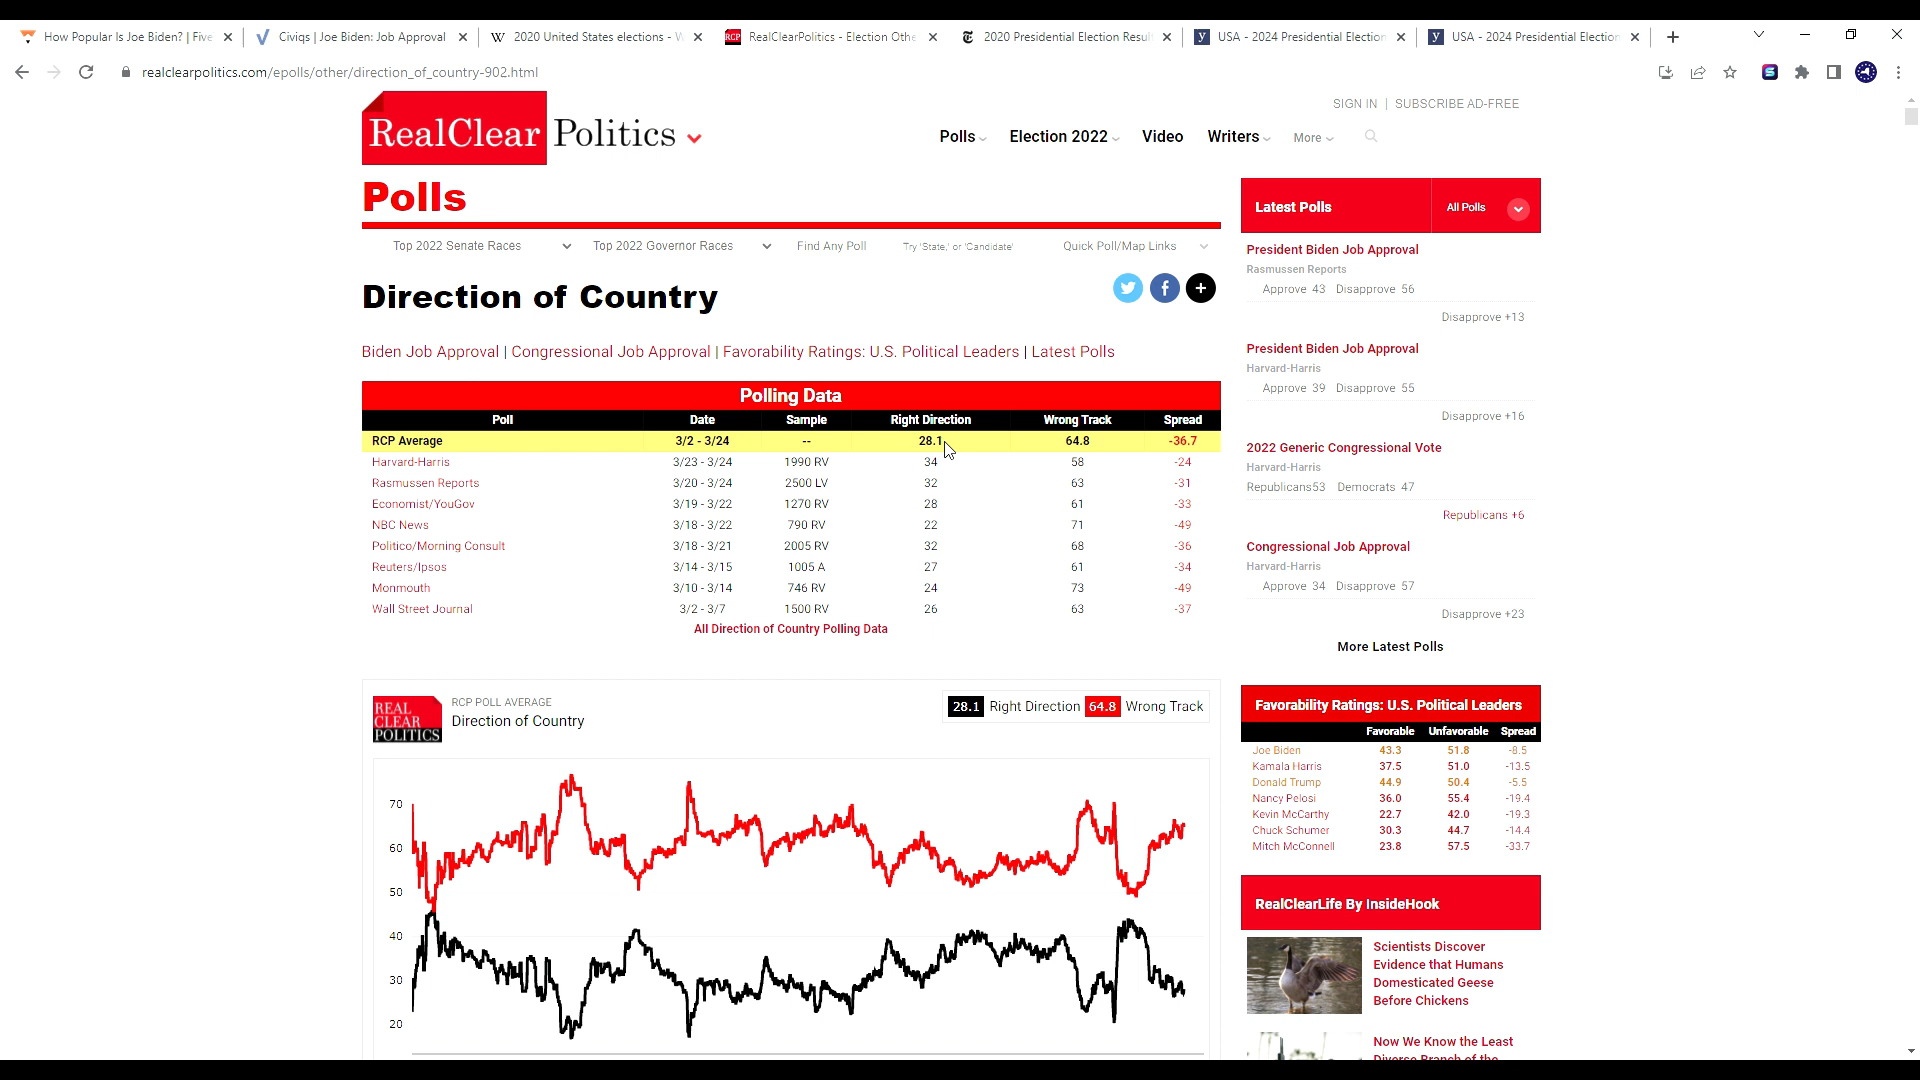 How Popular Is Joe Biden? | Five
Civiqs | Joe Biden: Job Approval
W 2020 United States elections - W
RCP RealClearPolitics - Election Othe
2020 Presidential Election Result
y USA - 2024 Presidential Election
y USA - 2024 Presidential Election
realclearpolitics.com/epolls/other/direction_of_country-902.html
SIGN IN | SUBSCRIBE AD-FREE
RealClear Politics
Polls Election 2022 Video Writers More
Polls
Top 2022 Senate Races Top 2022 Governor Races Find Any Poll Try 'State,' or 'Candidate' Quick Poll/Map Links
Direction of Country
Biden Job Approval | Congressional Job Approval | Favorability Ratings: U.S. Political Leaders | Latest Polls
Polling Data
Poll Date Sample Right Direction Wrong Track Spread
RCP Average 3/2 - 3/24 -- 28.1 64.8 -36.7
Harvard-Harris 3/23 - 3/24 1990 RV 34 58 -24
Rasmussen Reports 3/20 - 3/24 2500 LV 32 63 -31
Economist/YouGov 3/19 - 3/22 1270 RV 28 61 -33
NBC News 3/18 - 3/22 790 RV 22 71 -49
Politico/Morning Consult 3/18 - 3/21 2005 RV 32 68 -36
Reuters/Ipsos 3/14 - 3/15 1005 A 27 61 -34
Monmouth 3/10 - 3/14 746 RV 24 73 -49
Wall Street Journal 3/2 - 3/7 1500 RV 26 63 -37
All Direction of Country Polling Data
REAL
CLEAR
POLITICS
RCP POLL AVERAGE
Direction of Country
28.1 Right Direction 64.8 Wrong Track
70
60
50
40
30
20
Latest Polls All Polls
President Biden Job Approval
Rasmussen Reports
Approve 43 Disapprove 56
Disapprove +13
President Biden Job Approval
Harvard-Harris
Approve 39 Disapprove 55
Disapprove +16
2022 Generic Congressional Vote
Harvard-Harris
Republicans53 Democrats 47
Republicans +6
Congressional Job Approval
Harvard-Harris
Approve 34 Disapprove 57
Disapprove +23
More Latest Polls
Favorability Ratings: U.S. Political Leaders
Favorable Unfavorable Spread
Joe Biden 43.3 51.8 -8.5
Kamala Harris 37.5 51.0 -13.5
Donald Trump 44.9 50.4 -5.5
Nancy Pelosi 36.0 55.4 -19.4
Kevin McCarthy 22.7 42.0 -19.3
Chuck Schumer 30.3 44.7 -14.4
Mitch McConnell 23.8 57.5 -33.7
RealClearLife By InsideHook
Scientists Discover
Evidence that Humans
Domesticated Geese
Before Chickens
Now We Know the Least
Diverse Branch of the